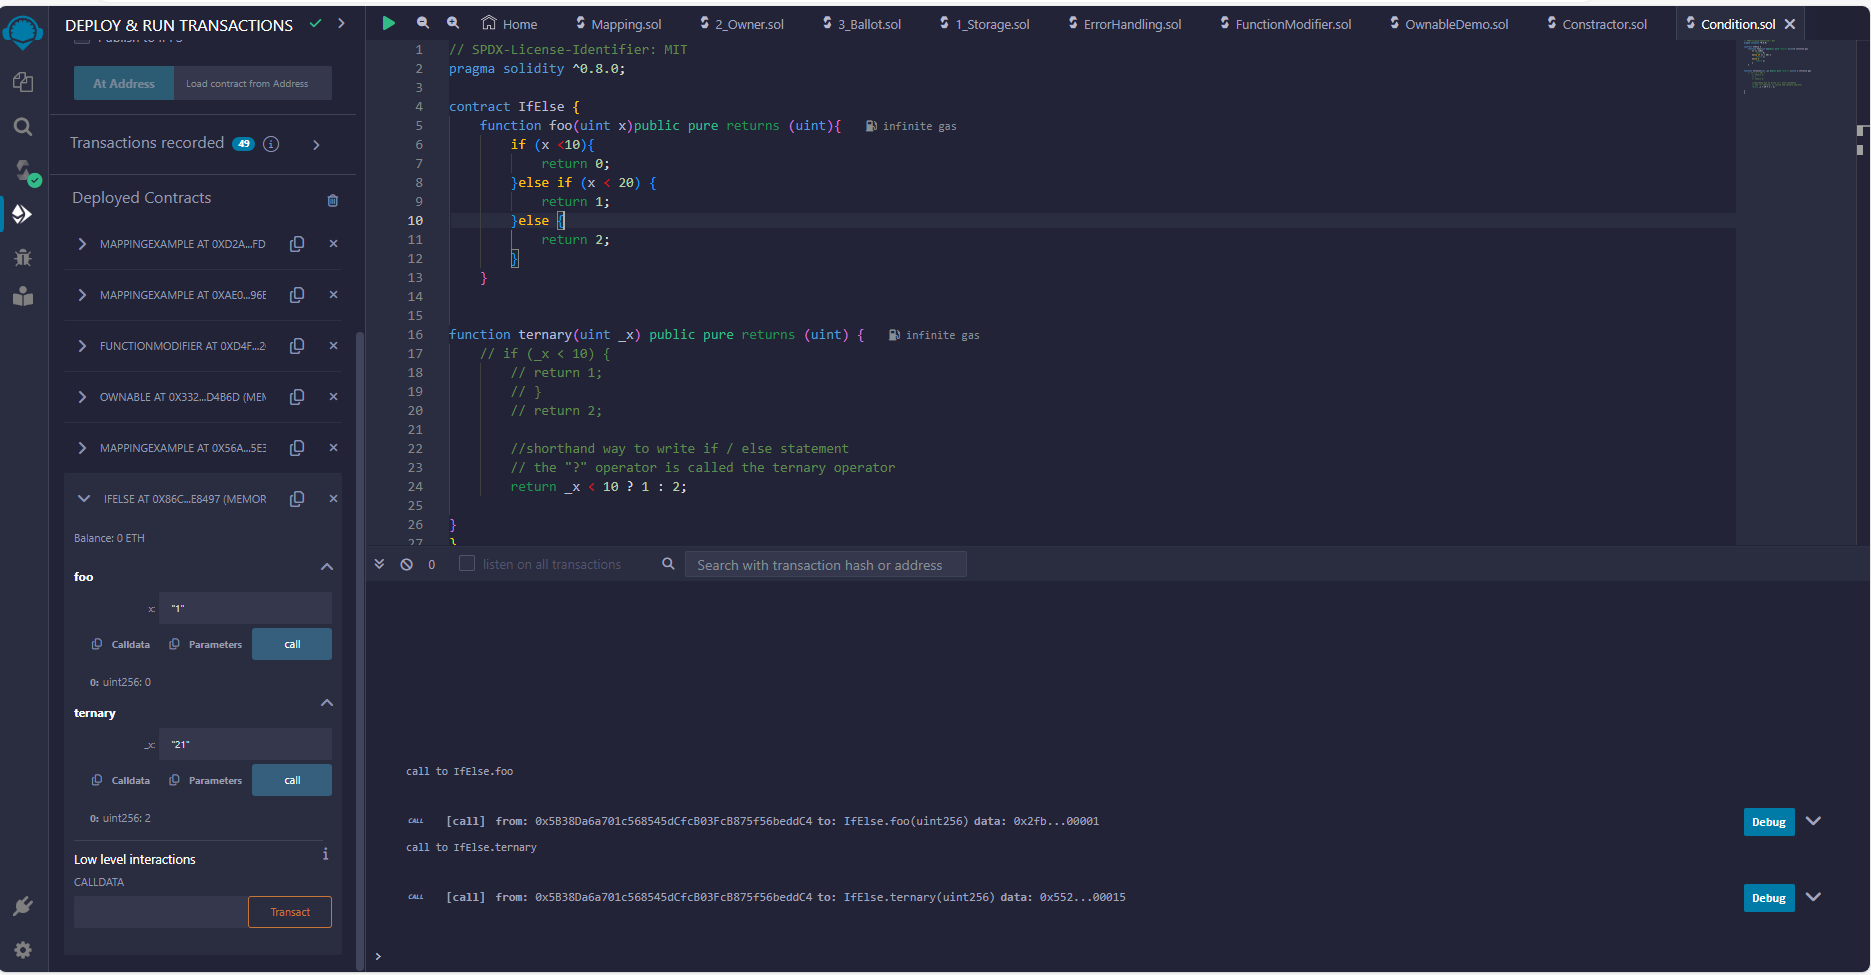 DEPLOY & RUN TRANSACTIONS
At Address
Load contract from Address
Transactions recorded 49
Deployed Contracts
MAPPINGEXAMPLE AT 0XD2A...FD
MAPPINGEXAMPLE AT 0XAE0...96E
FUNCTIONMODIFIER AT 0XD4F...2
OWNABLE AT 0X332...D4B6D (MEM
MAPPINGEXAMPLE AT 0X56A...5E3
IFELSE AT 0X86C...E8497 (MEMOR
Balance: 0 ETH
foo
x: "1"
Calldata Parameters call
0: uint256: 0
ternary
_x: "21"
Calldata Parameters call
0: uint256: 2
Low level interactions
CALLDATA
Transact
Home Mapping.sol 2_Owner.sol 3_Ballot.sol 1_Storage.sol ErrorHandling.sol FunctionModifier.sol OwnableDemo.sol Constractor.sol Condition.sol
1 // SPDX-License-Identifier: MIT
2 pragma solidity ^0.8.0;
3
4 contract IfElse {
5 function foo(uint x)public pure returns (uint){ infinite gas
6 if (x <10){
7 return 0;
8 }else if (x < 20) {
9 return 1;
10 }else {
11 return 2;
12 }
13 }
14
15
16 function ternary(uint _x) public pure returns (uint) { infinite gas
17 // if (_x < 10) {
18 // return 1;
19 // }
20 // return 2;
21
22 //shorthand way to write if / else statement
23 // the "?" operator is called the ternary operator
24 return _x < 10 ? 1 : 2;
25
26 }
27 }
0 listen on all transactions Search with transaction hash or address
call to IfElse.foo
CALL [call] from: 0x5B38Da6a701c568545dCfcB03FcB875f56beddC4 to: IfElse.foo(uint256) data: 0x2fb...00001 Debug
call to IfElse.ternary
CALL [call] from: 0x5B38Da6a701c568545dCfcB03FcB875f56beddC4 to: IfElse.ternary(uint256) data: 0x552...00015 Debug
>